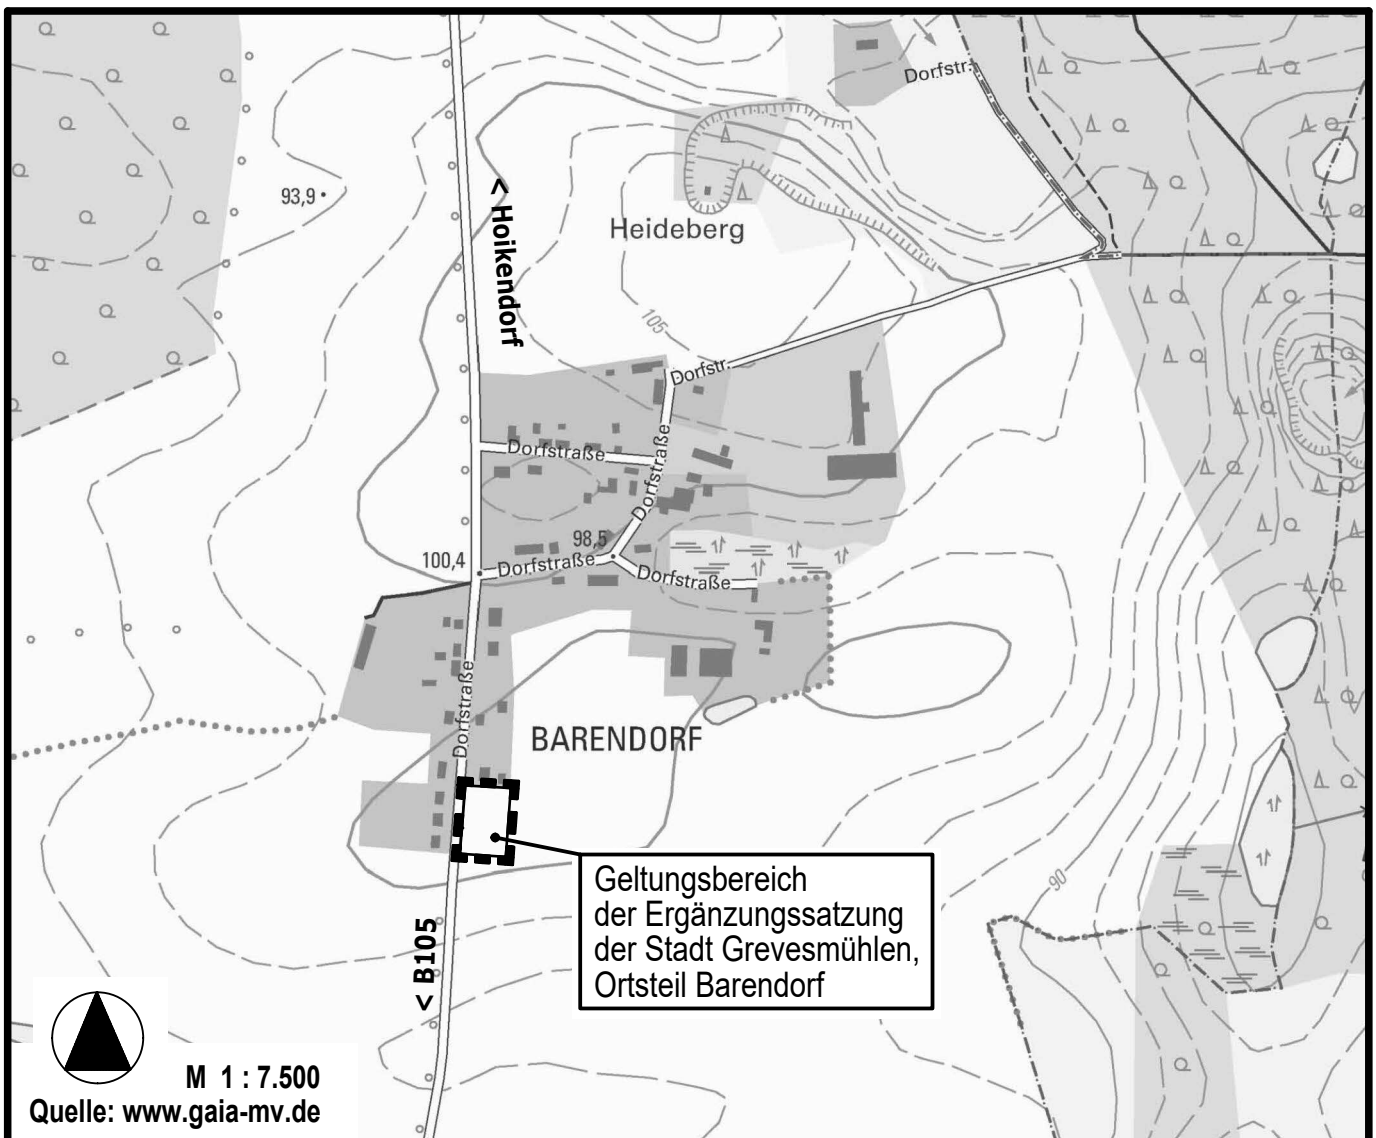 Dorfstr.
93,9
< Hoikendorf
Heideberg
105
Dorfstr.
Dorfstraße
Dorfstraße
98,5
100,4
Dorfstraße
Dorfstraße
Dorfstraße
BARENDORF
Geltungsbereich
der Ergänzungssatzung
der Stadt Grevesmühlen,
Ortsteil Barendorf
90
< B105
M 1 : 7.500
Quelle: www.gaia-mv.de